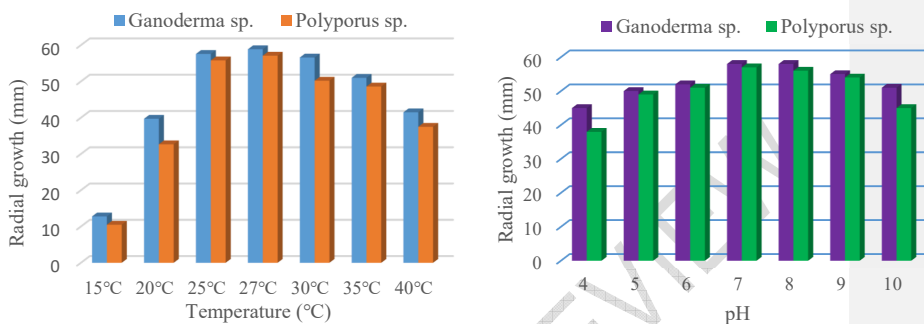 Ganoderma sp. Polyporus sp.
Radial growth (mm)
60
50
40
30
20
10
0
15°C 20°C 25°C 27°C 30°C 35°C 40°C
Temperature (°C)
Ganoderma sp. Polyporus sp.
Radial growth (mm)
60
50
40
30
20
10
0
4 5 6 7 8 9 10
pH